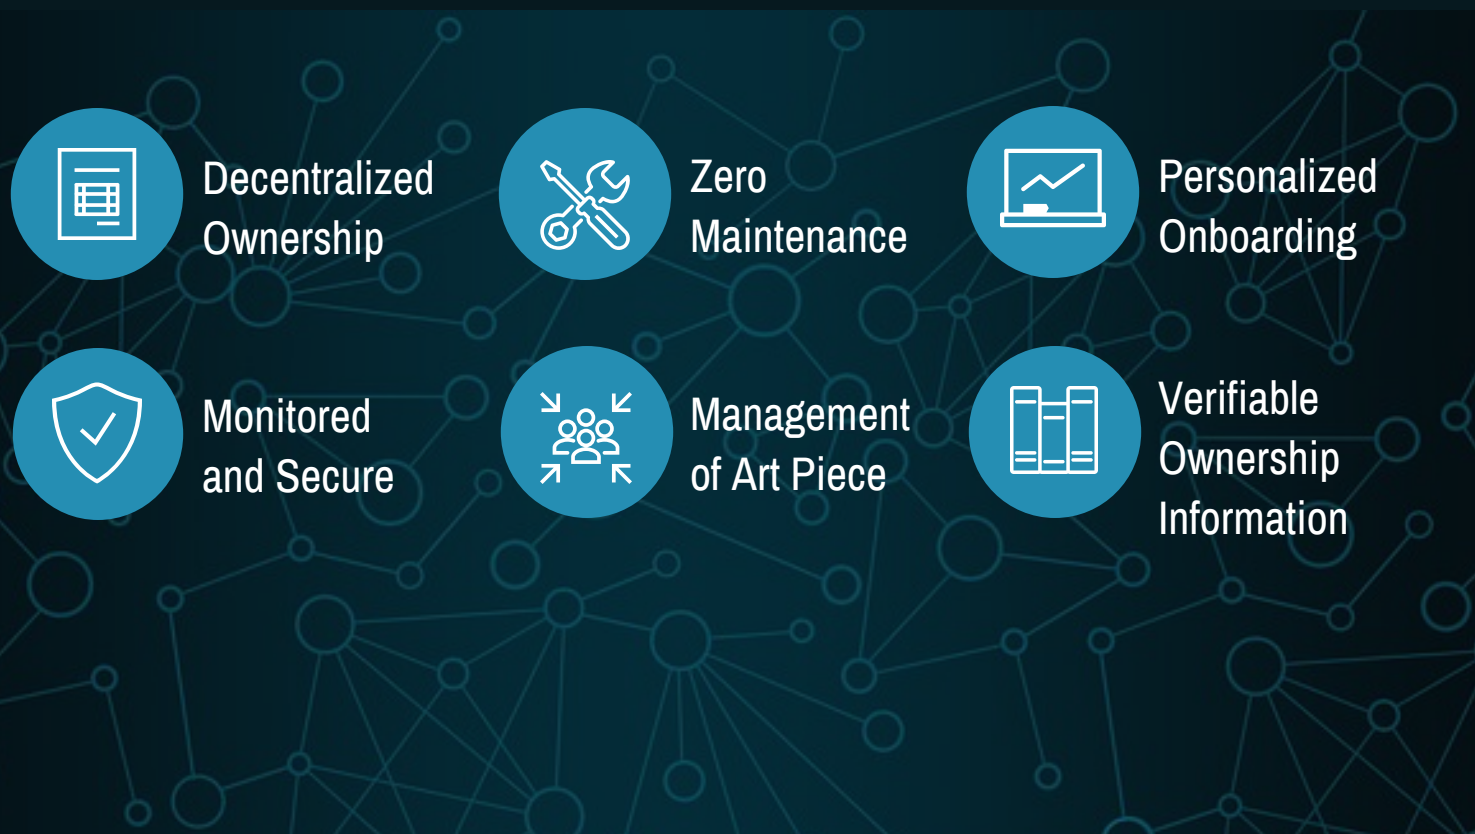 Decentralized
Ownership
Zero
Maintenance
Personalized
Onboarding
Monitored
and Secure
Management
of Art Piece
Verifiable
Ownership
Information